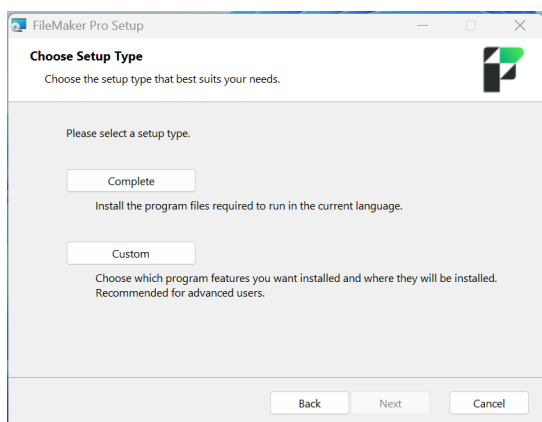 FileMaker Pro Setup
Choose Setup Type
Choose the setup type that best suits your needs.
Please select a setup type.
Complete
Install the program files required to run in the current language.
Custom
Choose which program features you want installed and where they will be installed.
Recommended for advanced users.
Back Next Cancel